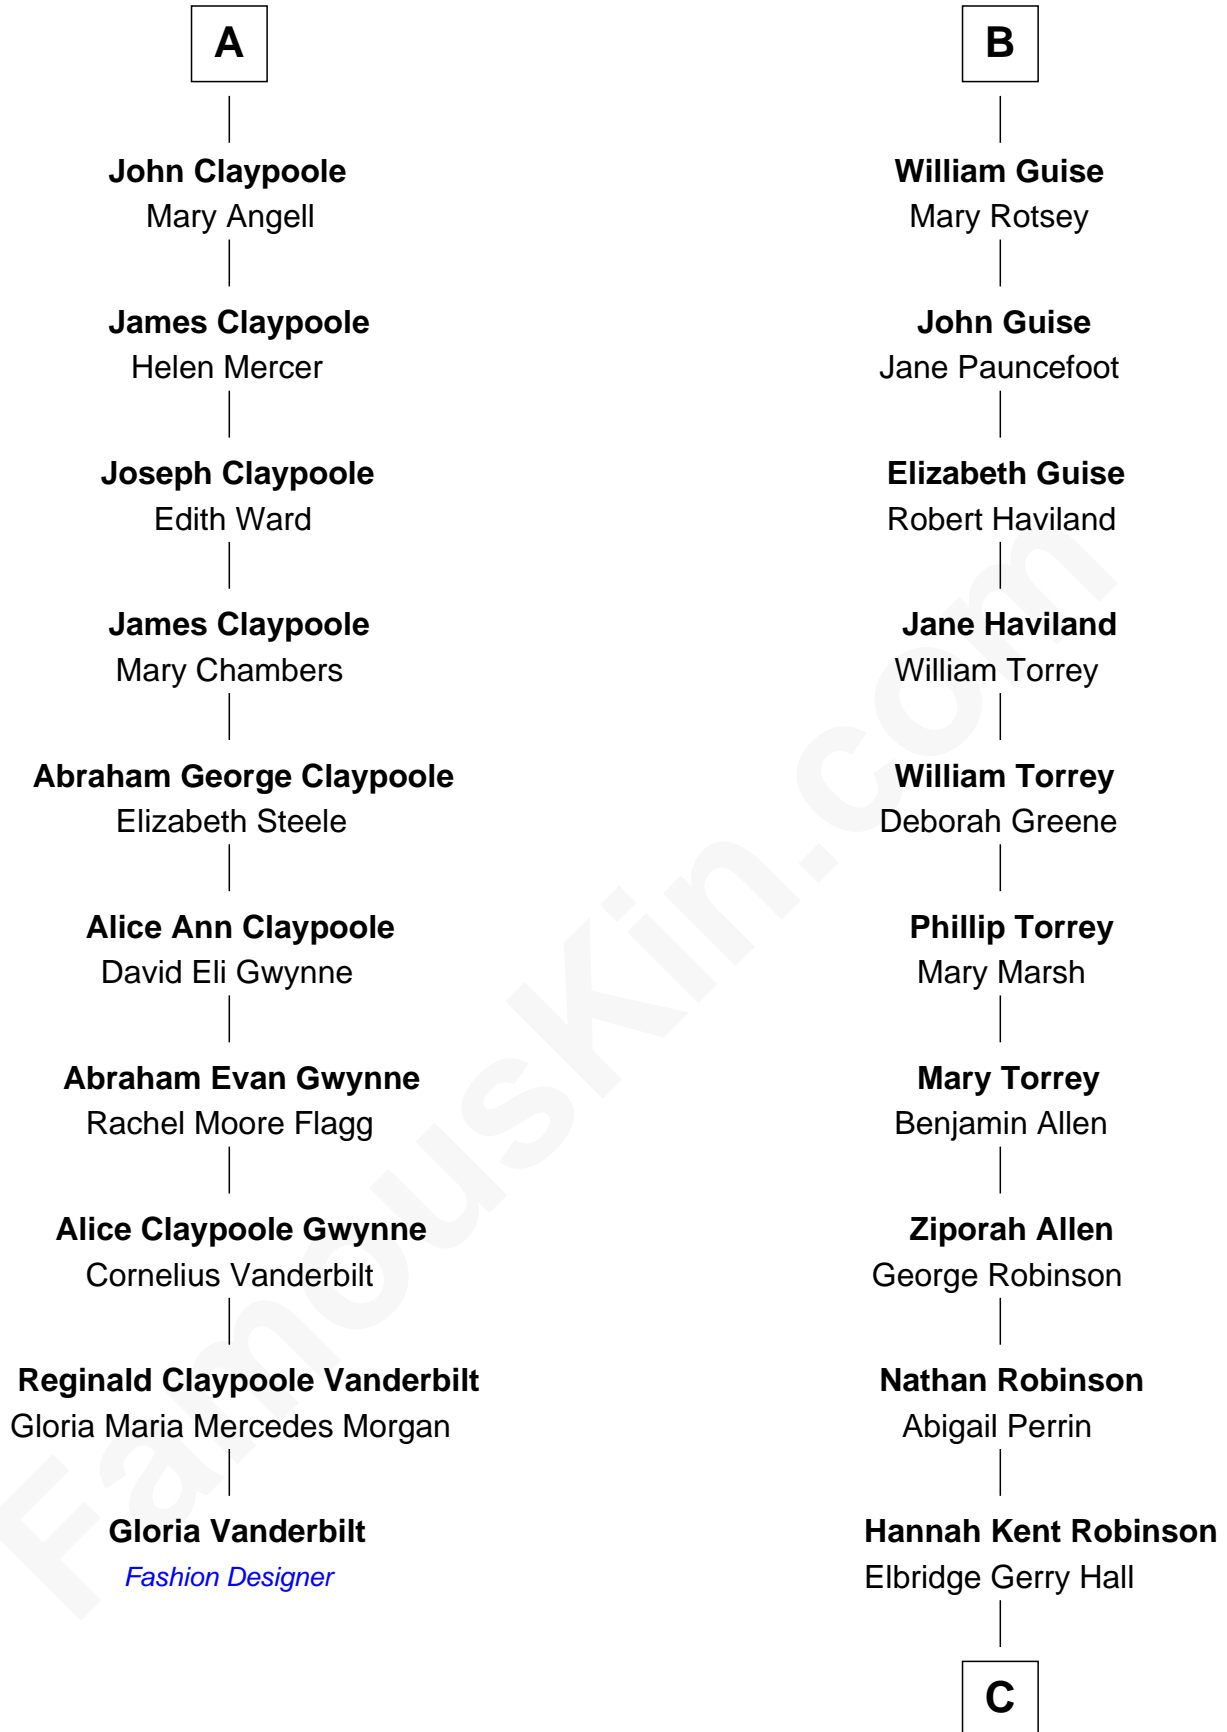 A
John Claypoole
Mary Angell
James Claypoole
Helen Mercer
Joseph Claypoole
Edith Ward
James Claypoole
Mary Chambers
Abraham George Claypoole
Elizabeth Steele
Alice Ann Claypoole
David Eli Gwynne
Abraham Evan Gwynne
Rachel Moore Flagg
Alice Claypoole Gwynne
Cornelius Vanderbilt
Reginald Claypoole Vanderbilt
Gloria Maria Mercedes Morgan
Gloria Vanderbilt
Fashion Designer
B
William Guise
Mary Rotsey
John Guise
Jane Pauncefoot
Elizabeth Guise
Robert Haviland
Jane Haviland
William Torrey
William Torrey
Deborah Greene
Phillip Torrey
Mary Marsh
Mary Torrey
Benjamin Allen
Ziporah Allen
George Robinson
Nathan Robinson
Abigail Perrin
Hannah Kent Robinson
Elbridge Gerry Hall
C
FamousKin.com